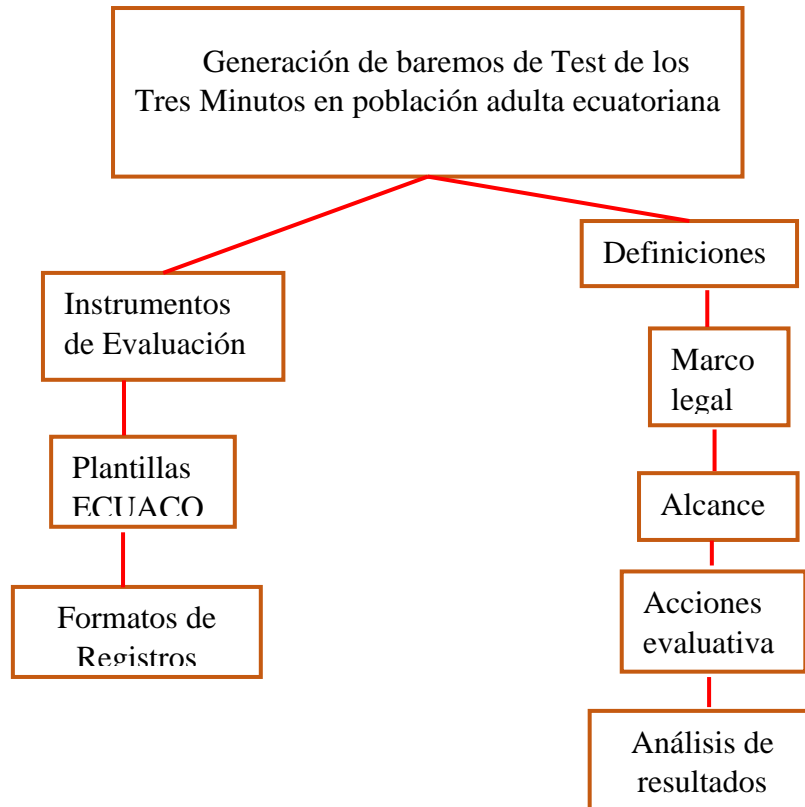 Generación de baremos de Test de los
Tres Minutos en población adulta ecuatoriana
Instrumentos
de Evaluación
Plantillas
ECUACO
Formatos de
Registros
Definiciones
Marco
legal
Alcance
Acciones
evaluativa
Análisis de
resultados